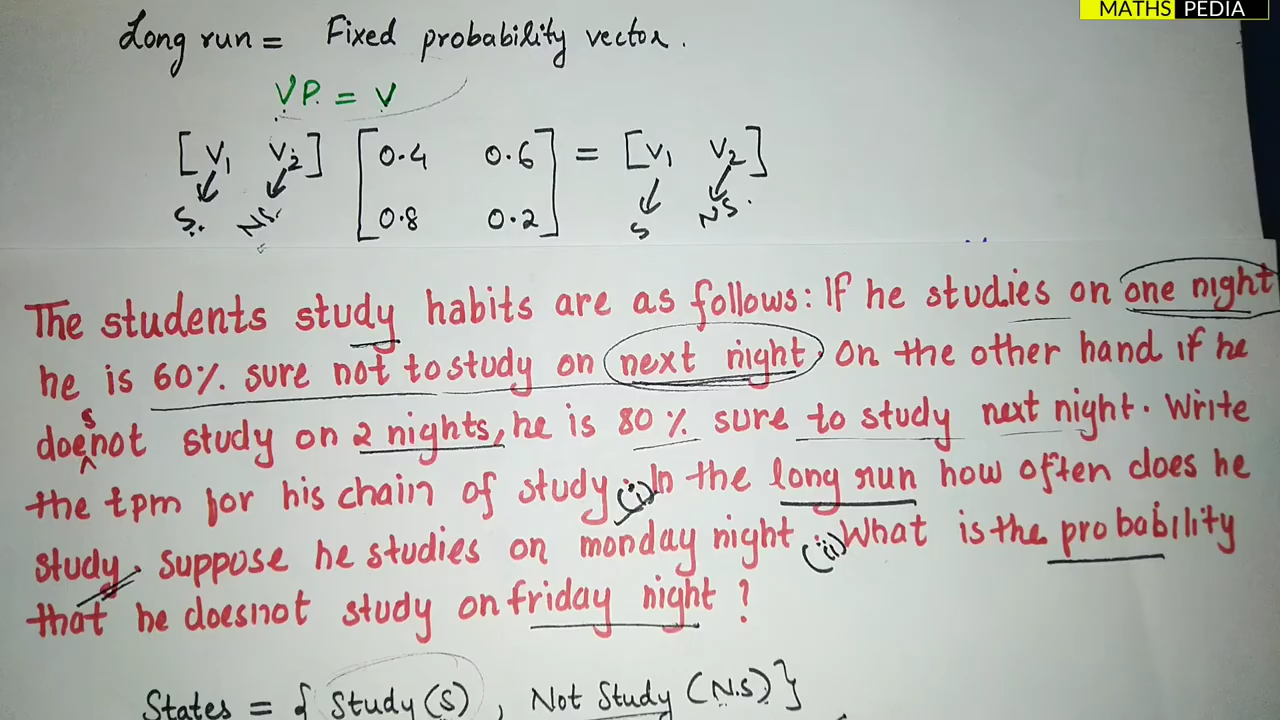 MATHS PEDIA
Long run = Fixed probability vector.
VP. = V
[V1 V2] [0.4 0.6] = [V1 V2]
S. NS. [0.8 0.2] S NS.
The students study habits are as follows: If he studies on one night
he is 60% sure not to study on next night. On the other hand if he
does not study on 2 nights, he is 80% sure to study next night. Write
the tpm for his chain of study. (i) In the long run how often does he
study. suppose he studies on monday night. (ii) What is the probability
that he doesnot study on friday night ?
States = { Study (S) , Not Study (N.S) }